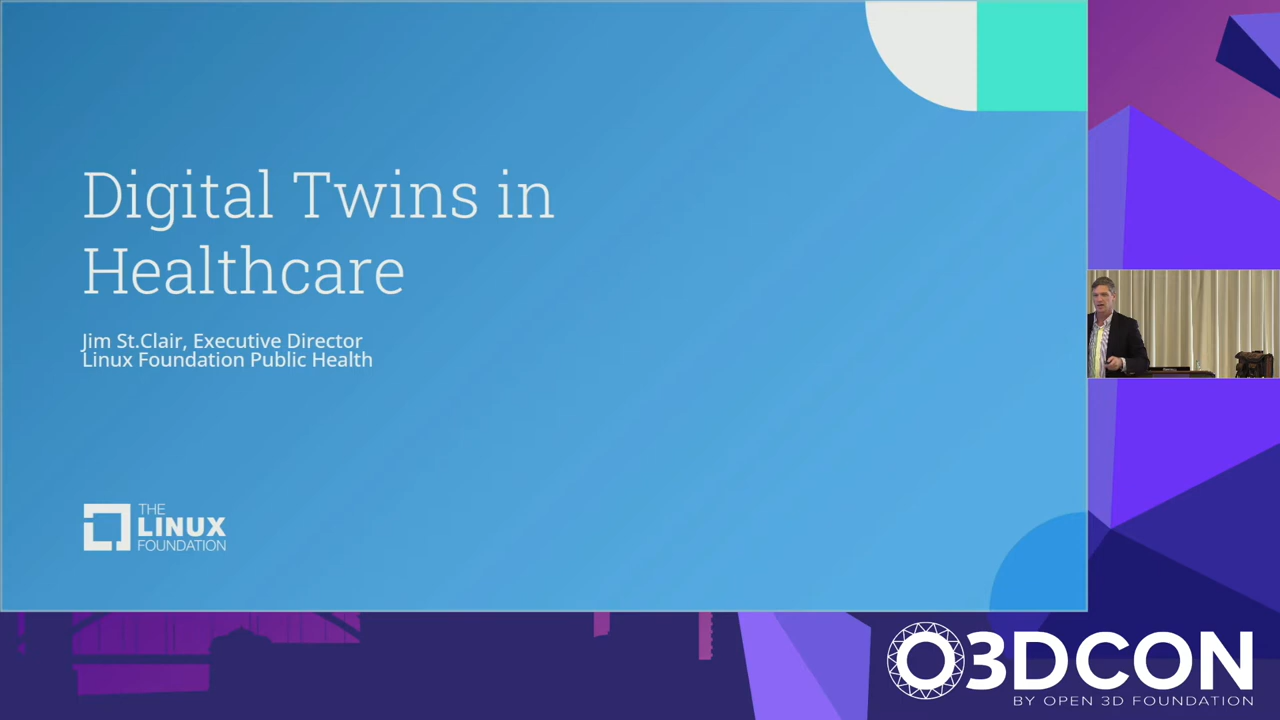 Digital Twins in
Healthcare
Jim St.Clair, Executive Director
Linux Foundation Public Health
THE
LINUX
FOUNDATION
O3DCON
BY OPEN 3D FOUNDATION